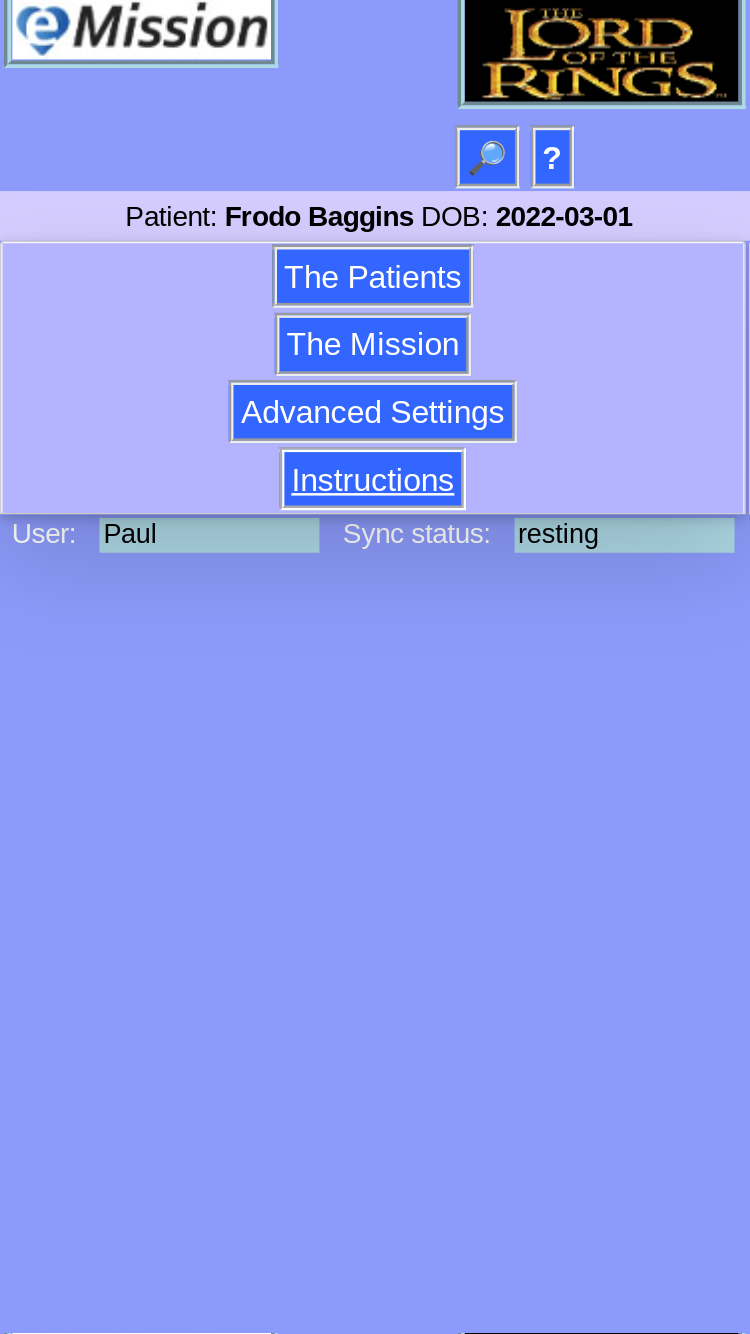 eMission
THE
LORD
OF THE
RINGS™
?
Patient: Frodo Baggins DOB: 2022-03-01
The Patients
The Mission
Advanced Settings
Instructions
User: Paul Sync status: resting